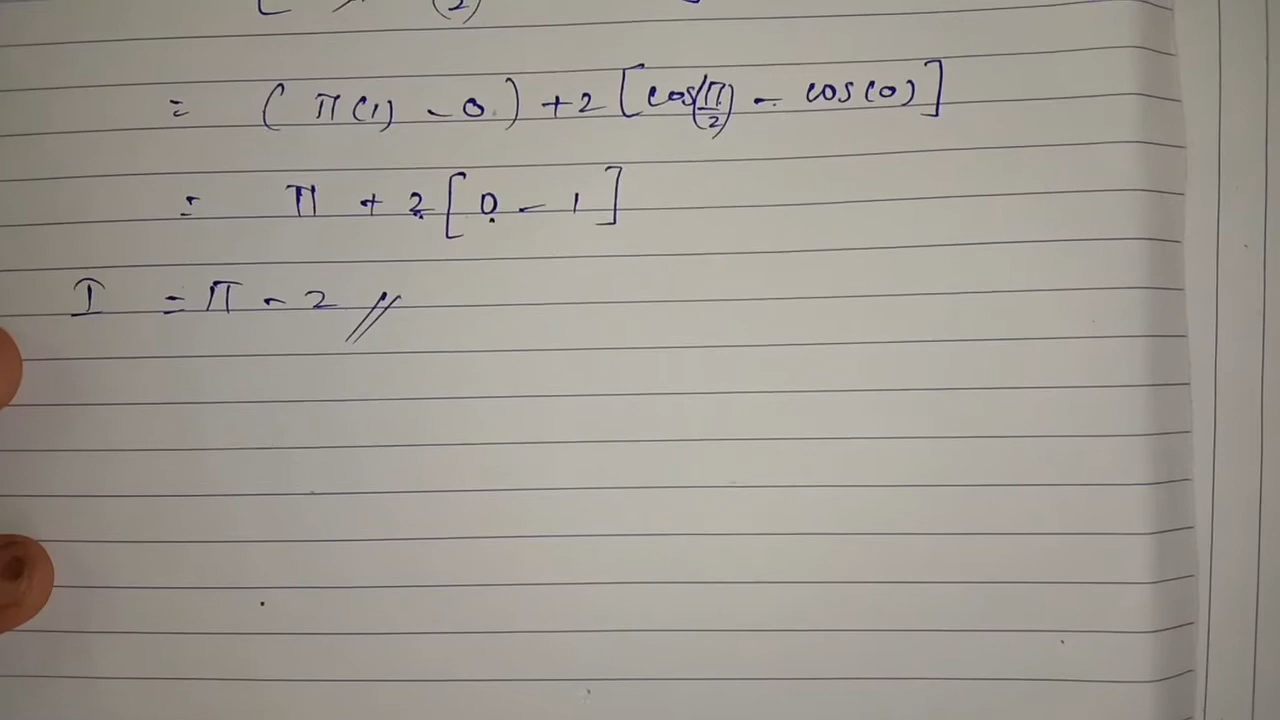 = (π(1) - 0) + 2 [cos(π/2) - cos(0)]
= π + 2 [0 - 1]
I = π - 2 //